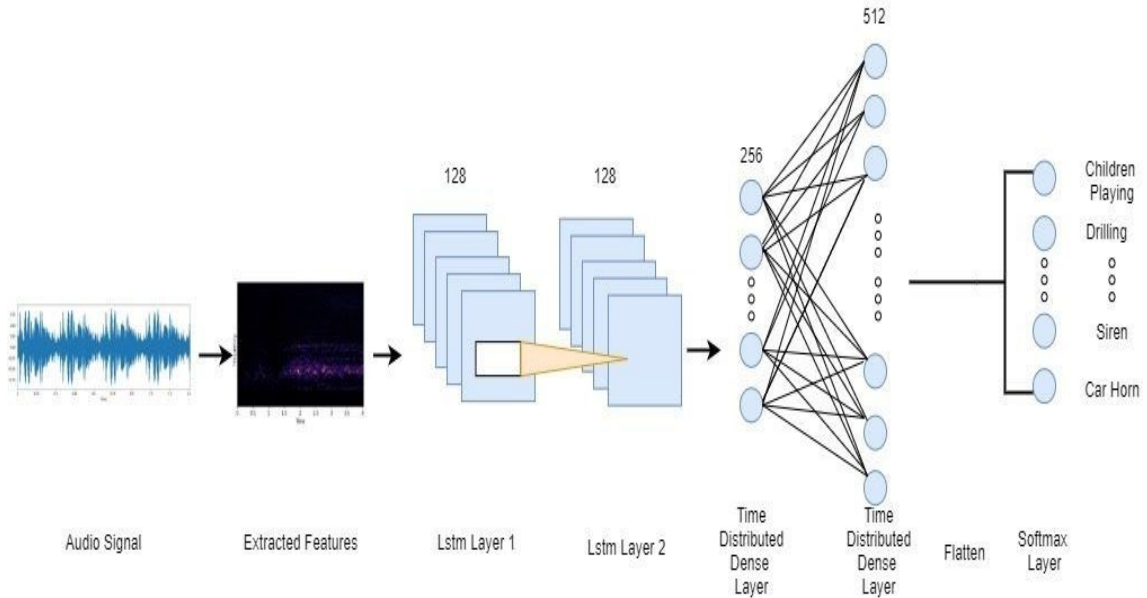 512
256
128
128
Children
Playing
Drilling
Siren
Car Horn
Audio Signal
Extracted Features
Lstm Layer 1
Lstm Layer 2
Time
Distributed
Dense
Layer
Time
Distributed
Dense
Layer
Flatten
Softmax
Layer